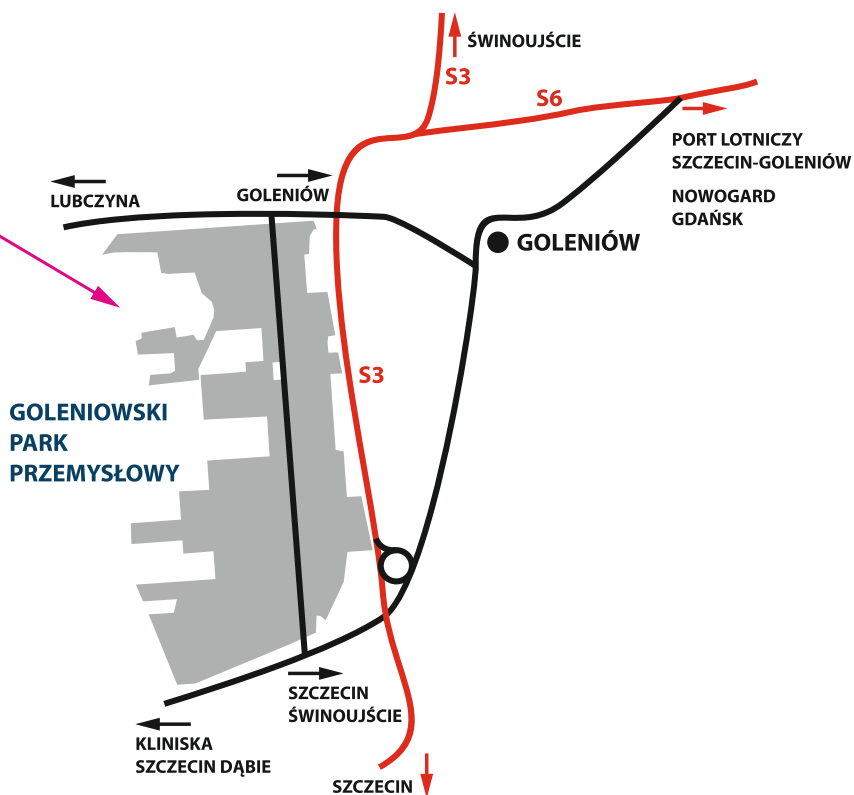 ŚWINOUJŚCIE
S3
S6
PORT LOTNICZY
SZCZECIN-GOLENIÓW
NOWOGARD
GDAŃSK
LUBCZYNA
GOLENIÓW
GOLENIÓW
S3
GOLENIOWSKI
PARK
PRZEMYSŁOWY
SZCZECIN
ŚWINOUJŚCIE
KLINISKA
SZCZECIN DĄBIE
SZCZECIN